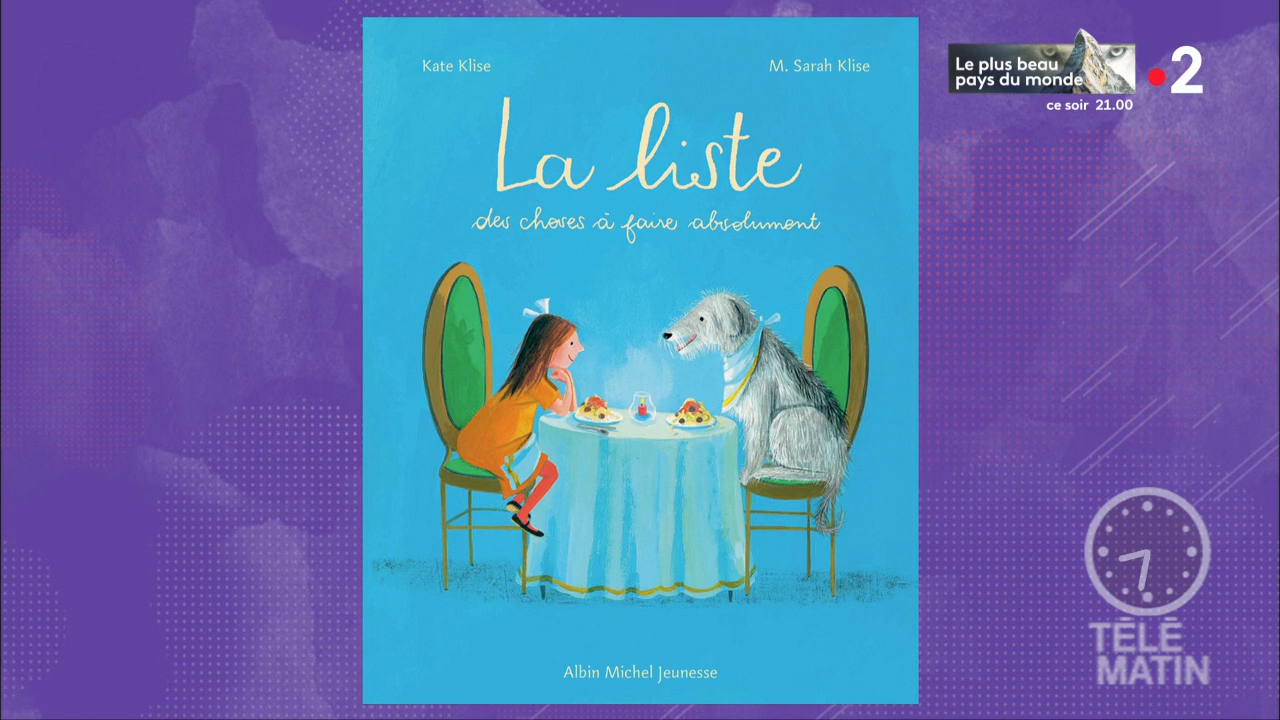 Kate Klise
M. Sarah Klise
La liste
des choses à faire absolument
Albin Michel Jeunesse
Le plus beau
pays du monde
2
ce soir 21.00
TÉLÉ
MATIN